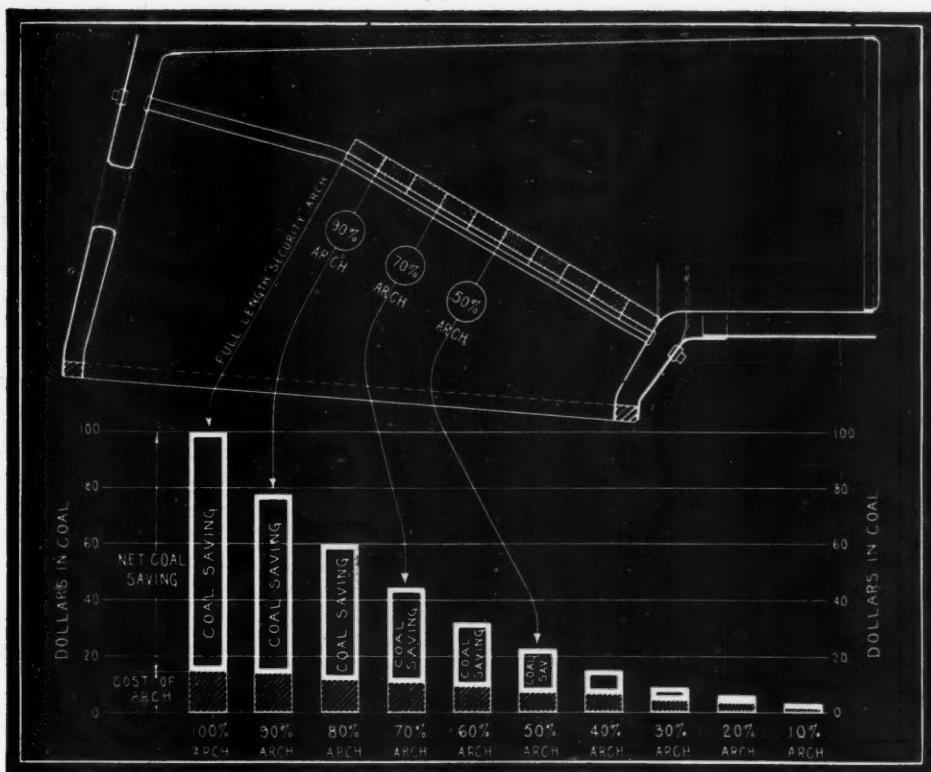 FULL LENGTH SECURITY ARCH
90%
ARCH
70%
ARCH
50%
ARCH
100
80
60
40
20
0
DOLLARS IN COAL
NET COAL
SAVING
COST OF
ARCH
COAL SAVING
COAL SAVING
COAL SAVING
COAL
SAVING
COAL
SAVING
COAL
SAV.
100
80
60
40
20
0
DOLLARS IN COAL
100% 90% 80% 70% 60% 50% 40% 30% 20% 10%
ARCH ARCH ARCH ARCH ARCH ARCH ARCH ARCH ARCH ARCH